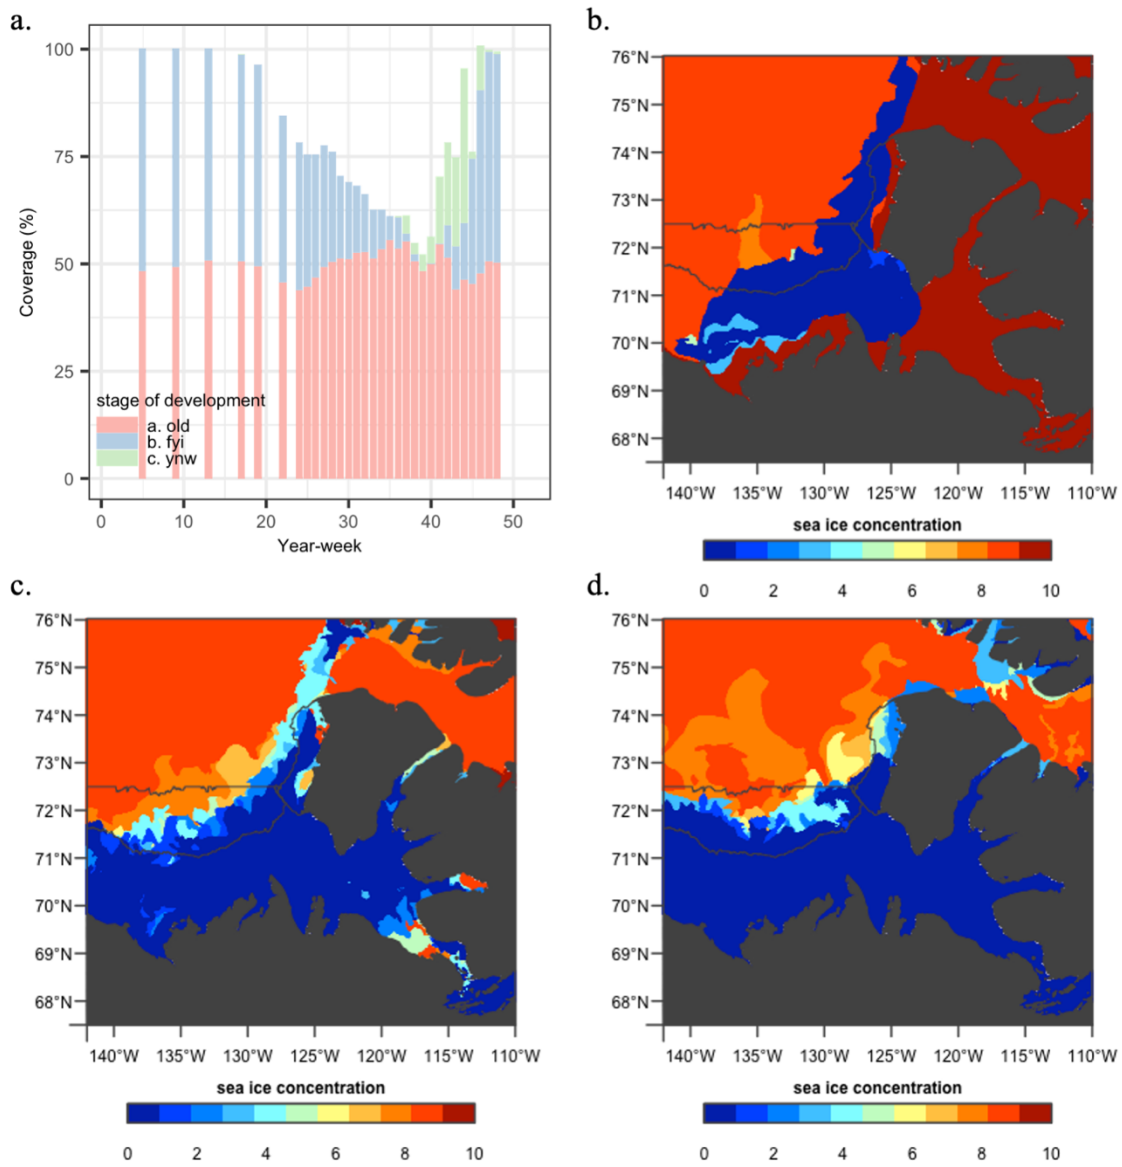 a.
100
75
50
25
0
Coverage (%)
stage of development
a. old
b. fyi
c. ynw
0 10 20 30 40 50
Year-week
b.
76°N
75°N
74°N
73°N
72°N
71°N
70°N
69°N
68°N
140°W 135°W 130°W 125°W 120°W 115°W 110°W
sea ice concentration
0 2 4 6 8 10
c.
76°N
75°N
74°N
73°N
72°N
71°N
70°N
69°N
68°N
140°W 135°W 130°W 125°W 120°W 115°W 110°W
sea ice concentration
0 2 4 6 8 10
d.
76°N
75°N
74°N
73°N
72°N
71°N
70°N
69°N
68°N
140°W 135°W 130°W 125°W 120°W 115°W 110°W
sea ice concentration
0 2 4 6 8 10